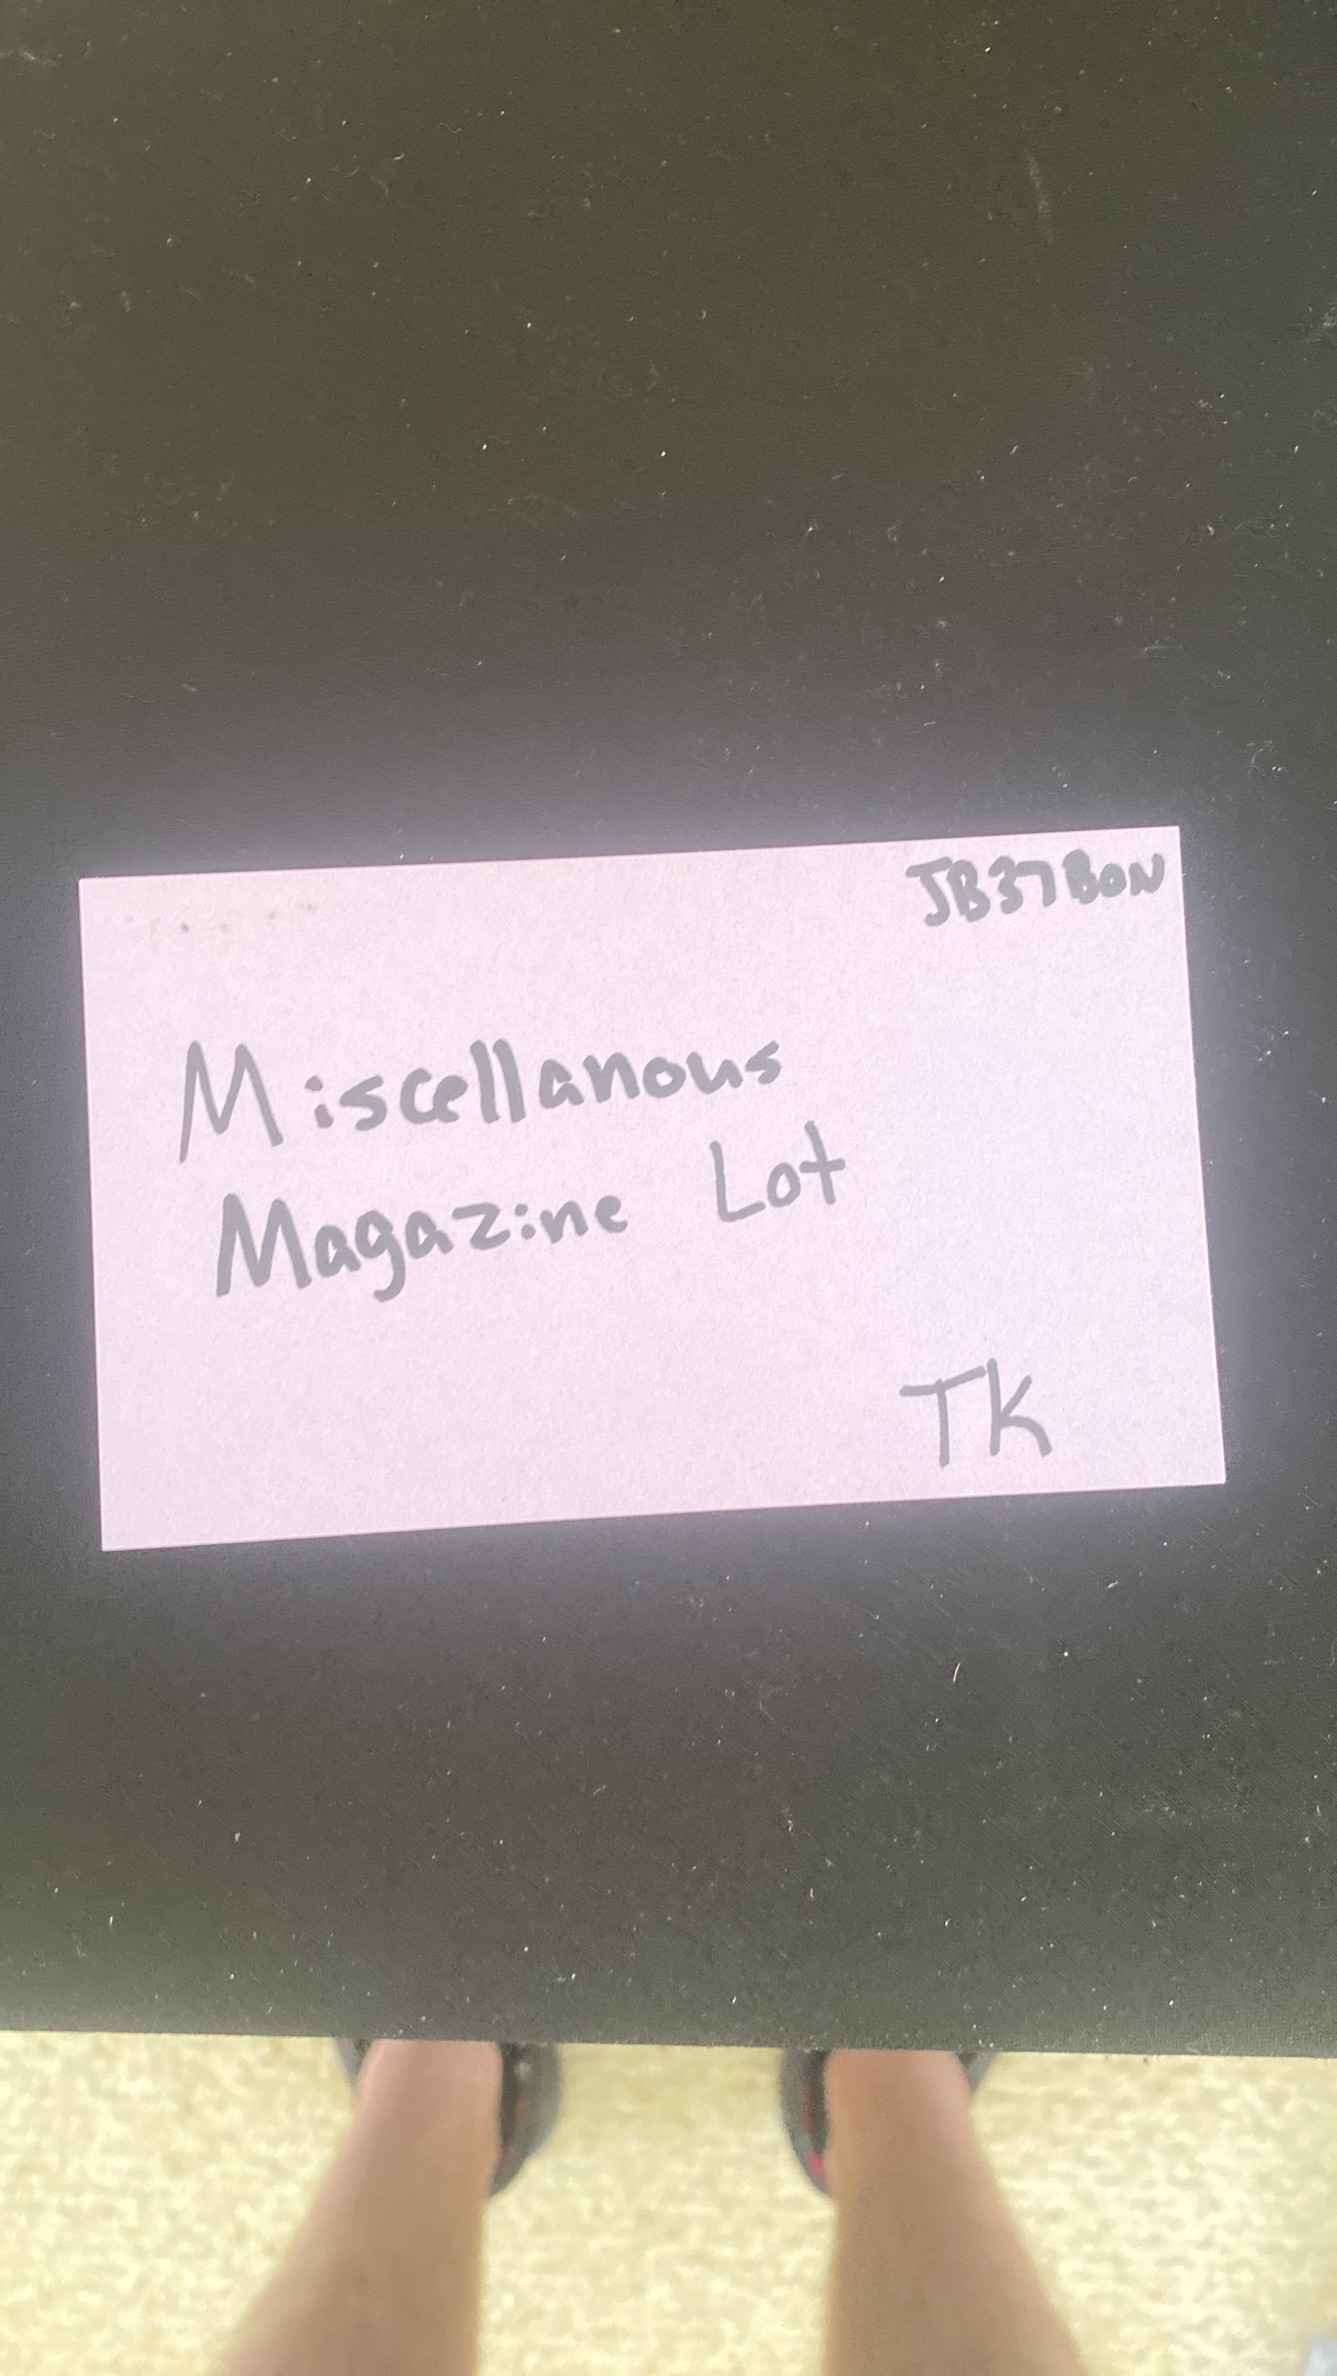 JB37BON
Miscellanous
Magazine Lot
TK